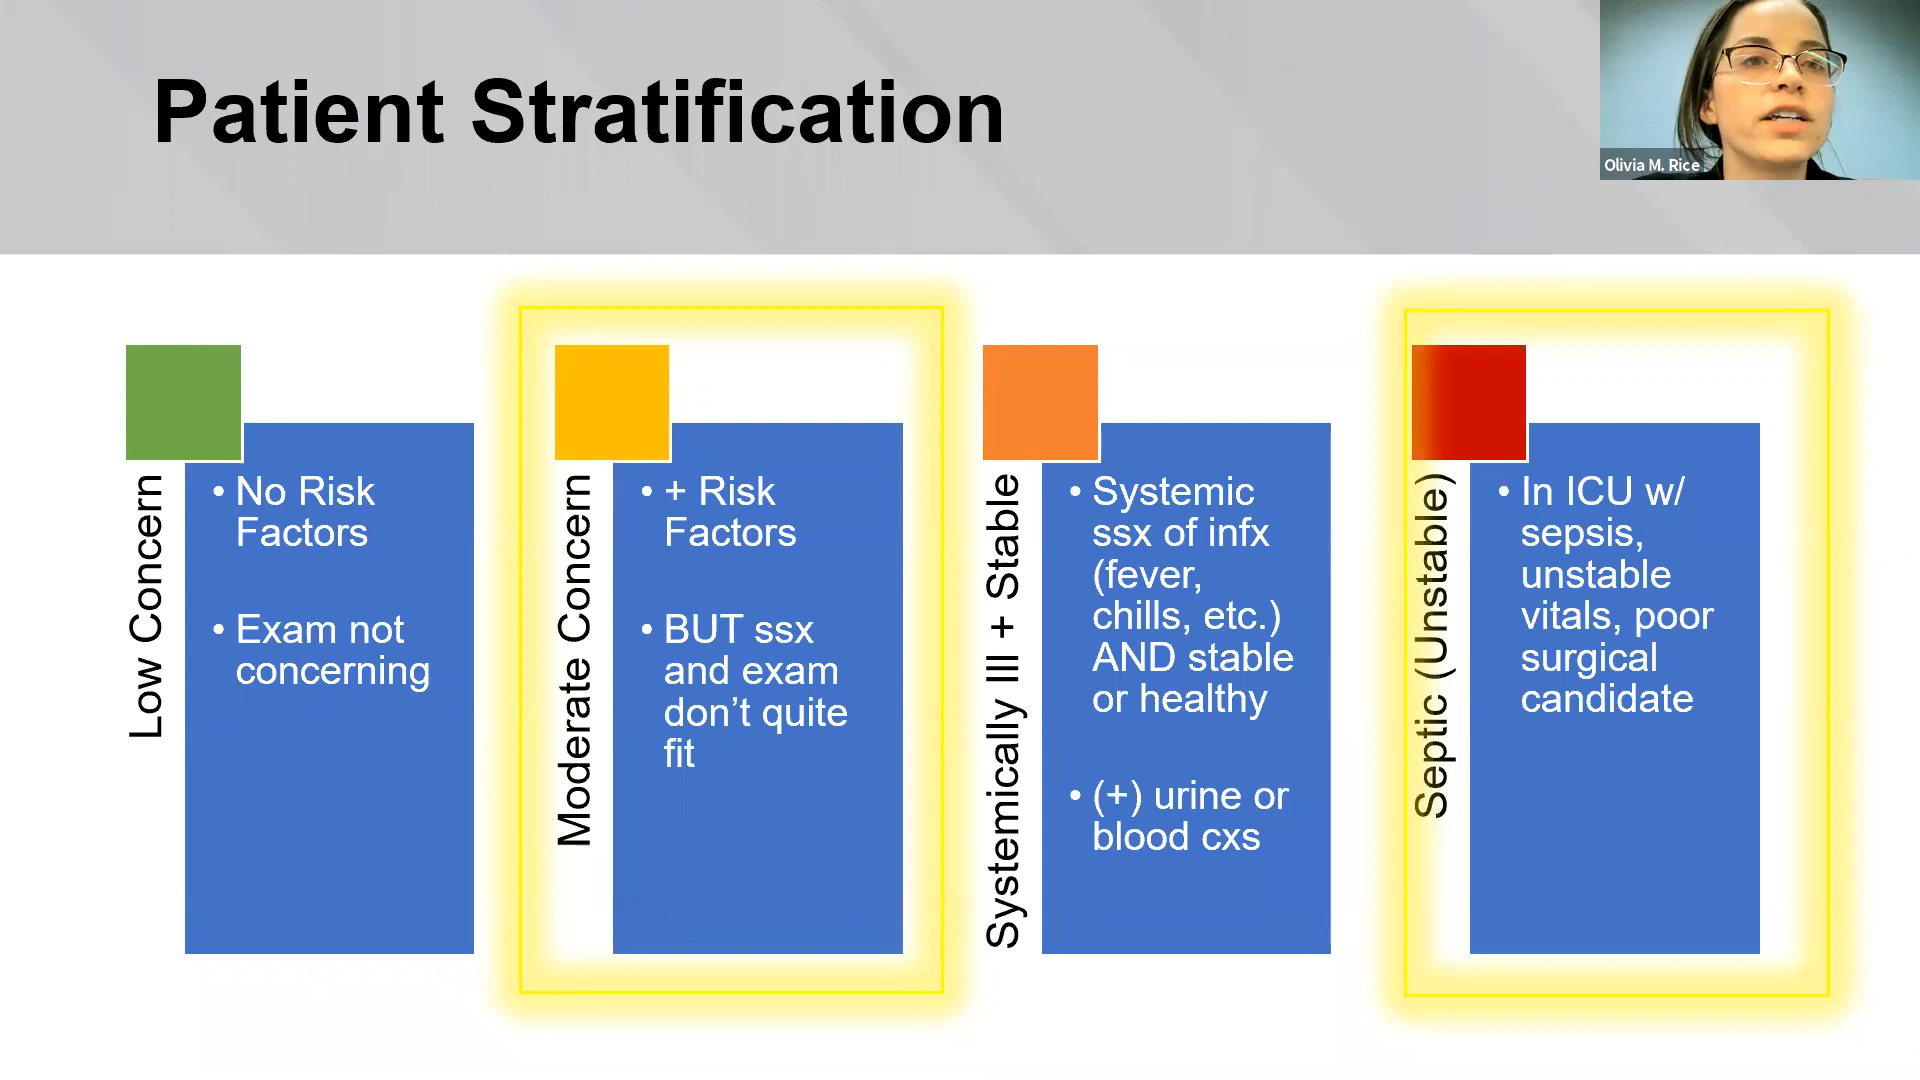 Patient Stratification
Olivia M. Rice
Low Concern
• No Risk
Factors
• Exam not
concerning
Moderate Concern
• + Risk
Factors
• BUT ssx
and exam
don’t quite
fit
Systemically Ill + Stable
• Systemic
ssx of infx
(fever,
chills, etc.)
AND stable
or healthy
• (+) urine or
blood cxs
Septic (Unstable)
• In ICU w/
sepsis,
unstable
vitals, poor
surgical
candidate